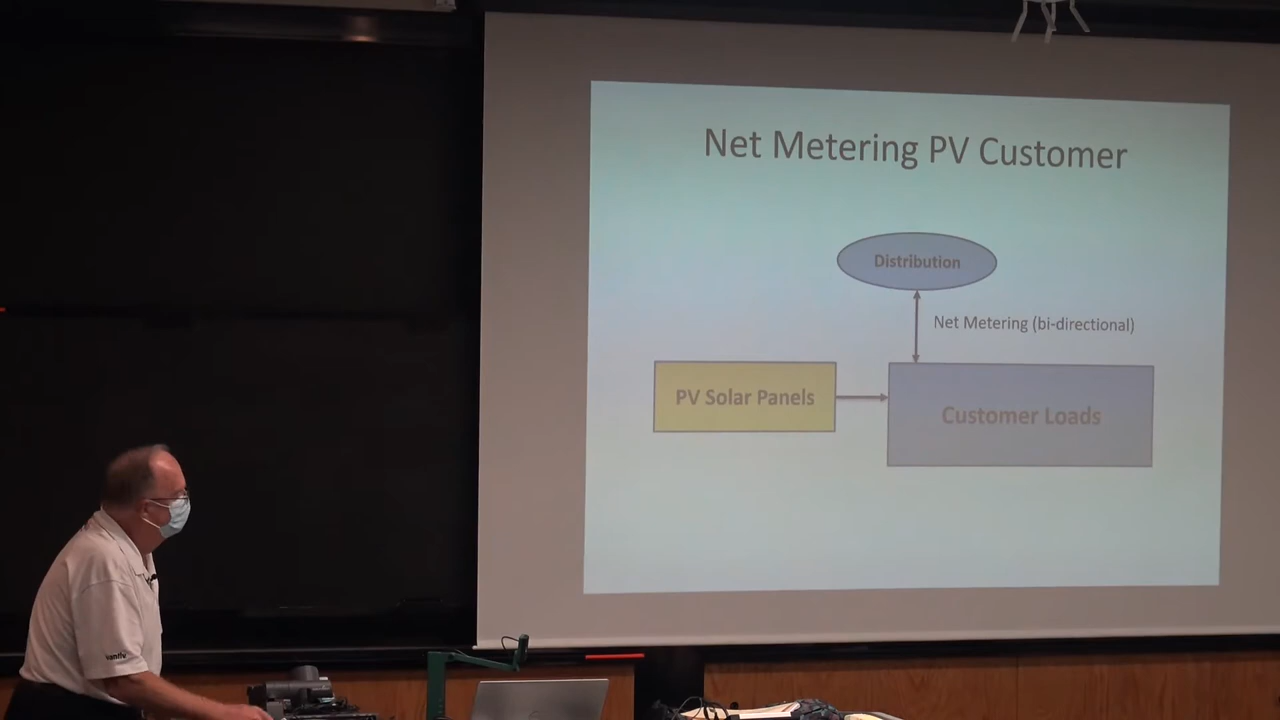 Net Metering PV Customer
Distribution
Net Metering (bi-directional)
PV Solar Panels
Customer Loads